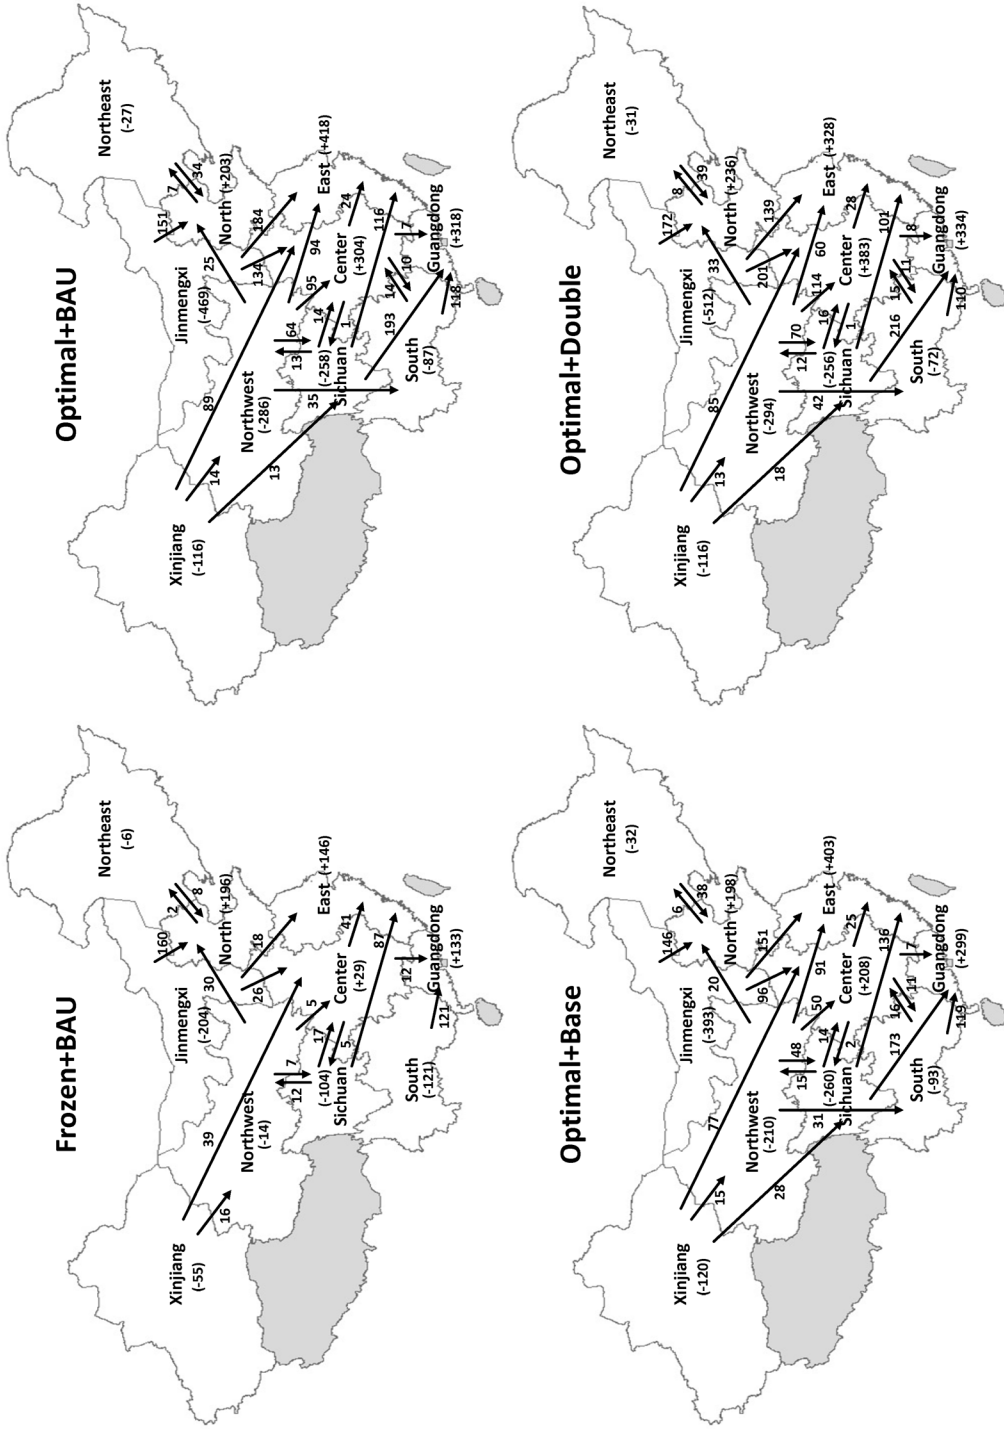 Frozen+BAU
Northeast
(-6)
Jinmengxi
(-204)
160
2
8
North (+196)
30
18
26
39
Xinjiang
(-55)
16
Northwest
(-14)
12
7
5
17
5
(-104)
Sichuan
Center
(+29)
East (+146)
41
87
12
Guangdong
(+133)
121
South
(-121)
Optimal+BAU
Northeast
(-27)
Jinmengxi
(-469)
151
7
34
North (+203)
25
184
134
89
Xinjiang
(-116)
14
13
Northwest
(-286)
35
13
64
95
94
14
1
(-258)
Sichuan
Center
(+304)
East (+418)
24
116
7
14
10
193
Guangdong
(+318)
118
South
(-87)
Optimal+Base
Northeast
(-32)
Jinmengxi
(-393)
146
6
38
North (+198)
20
151
96
77
Xinjiang
(-120)
15
28
Northwest
(-210)
31
15
48
50
91
14
2
(-260)
Sichuan
Center
(+208)
East (+403)
25
136
7
16
11
173
Guangdong
(+299)
119
South
(-93)
Optimal+Double
Northeast
(-31)
Jinmengxi
(-512)
172
8
39
North (+236)
33
139
201
85
Xinjiang
(-116)
13
18
Northwest
(-294)
42
12
70
114
60
16
1
(-256)
Sichuan
Center
(+383)
East (+328)
28
101
8
15
11
216
Guangdong
(+334)
110
South
(-72)